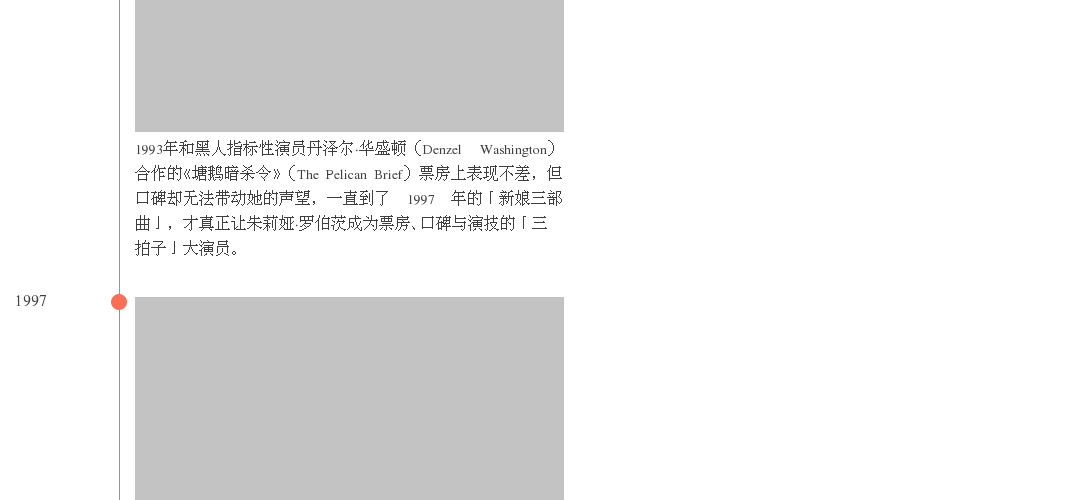 1993年和黑人指标性演员丹泽尔·华盛顿（Denzel Washington）
合作的《塘鹅暗杀令》（The Pelican Brief）票房上表现不差，但
口碑却无法带动她的声望，一直到了 1997 年的「新娘三部
曲」，才真正让朱莉娅·罗伯茨成为票房、口碑与演技的「三
拍子」大演员。
1997